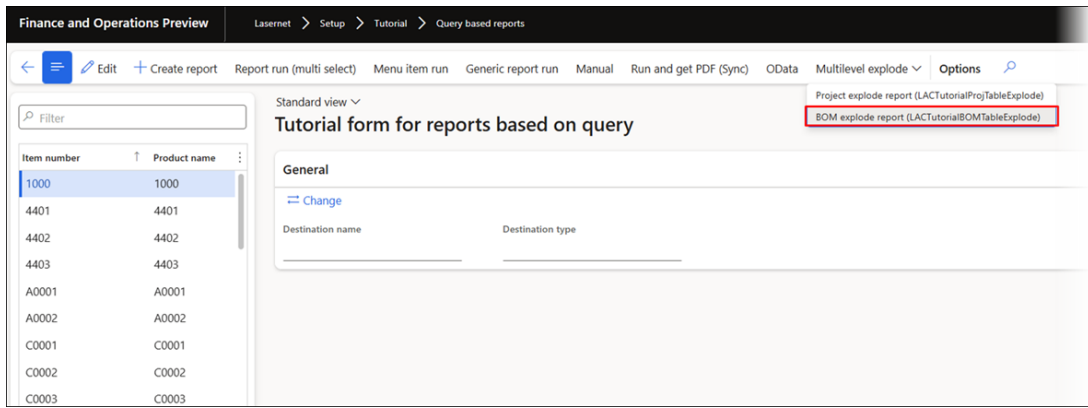 Finance and Operations Preview Lasernet > Setup > Tutorial > Query based reports
Edit + Create report Report run (multi select) Menu item run Generic report run Manual Run and get PDF (Sync) OData Multilevel explode Options
Project explode report (LACTutorialProjTableExplode)
BOM explode report (LACTutorialBOMTableExplode)
Filter
Standard view
Tutorial form for reports based on query
Item number ↑ Product name
General
Change
Destination name Destination type
1000 1000
4401 4401
4402 4402
4403 4403
A0001 A0001
A0002 A0002
C0001 C0001
C0002 C0002
C0003 C0003